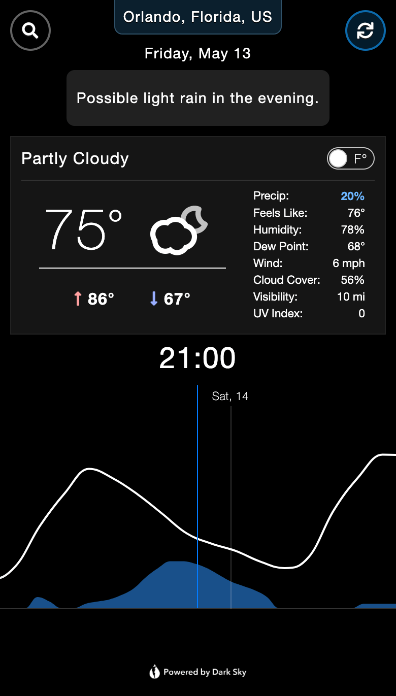 Orlando, Florida, US
Friday, May 13
Possible light rain in the evening.
Partly Cloudy
F°
75°
↑ 86° ↓ 67°
Precip: 20%
Feels Like: 76°
Humidity: 78%
Dew Point: 68°
Wind: 6 mph
Cloud Cover: 56%
Visibility: 10 mi
UV Index: 0
21:00
Sat, 14
Powered by Dark Sky